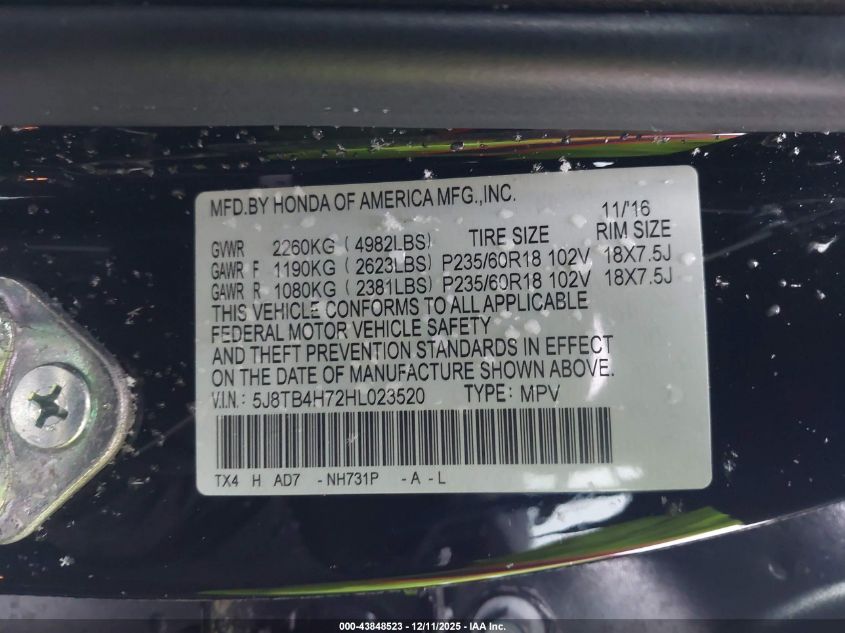 MFD.BY HONDA OF AMERICA MFG.,INC.
11/'16
GVWR 2260KG ( 4982LBS) TIRE SIZE RIM SIZE
GAWR F 1190KG ( 2623LBS) P235/60R18 102V 18X7.5J
GAWR R 1080KG ( 2381LBS) P235/60R18 102V 18X7.5J
THIS VEHICLE CONFORMS TO ALL APPLICABLE
FEDERAL MOTOR VEHICLE SAFETY
AND THEFT PREVENTION STANDARDS IN EFFECT
ON THE DATE OF MANUFACTURE SHOWN ABOVE.
V.I.N.: 5J8TB4H72HL023520 TYPE: MPV
TX4 H AD7 -NH731P -A-L
000-43848523 - 12/11/2025 - IAA Inc.